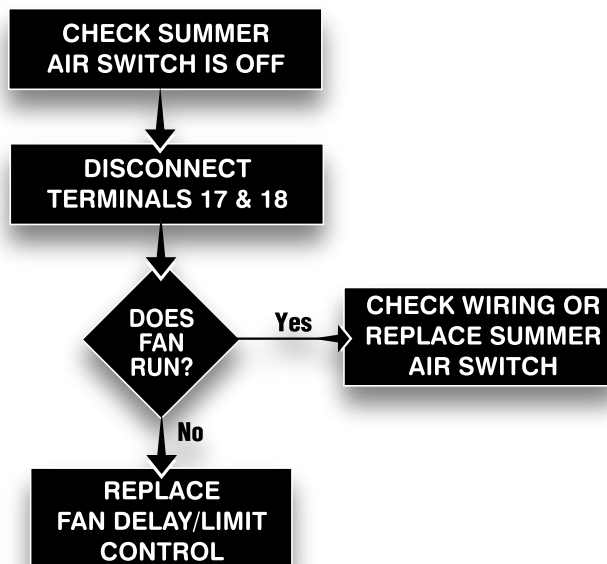 CHECK SUMMER
AIR SWITCH IS OFF
DISCONNECT
TERMINALS 17 & 18
DOES
FAN
RUN?
Yes
CHECK WIRING OR
REPLACE SUMMER
AIR SWITCH
No
REPLACE
FAN DELAY/LIMIT
CONTROL